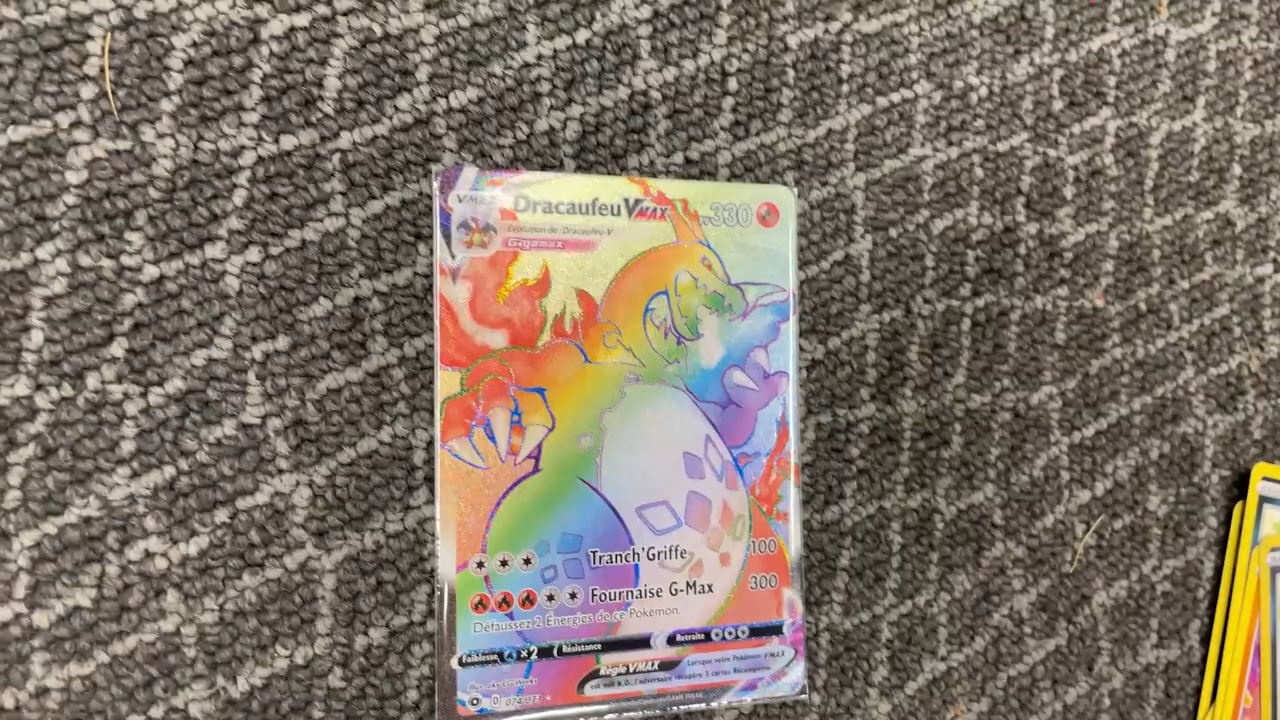 VMAX
Dracaufeu VMAX 330
Évolution de Dracaufeu-V
Gigamax
Tranch'Griffe 100
Fournaise G-Max 300
Défaussez 2 Énergies de ce Pokémon.
Faiblesse ×2 Résistance Retraite
Règle VMAX Lorsque votre Pokémon-VMAX
est mis K.O., l'adversaire récupère 3 cartes Récompense.
D 074/073